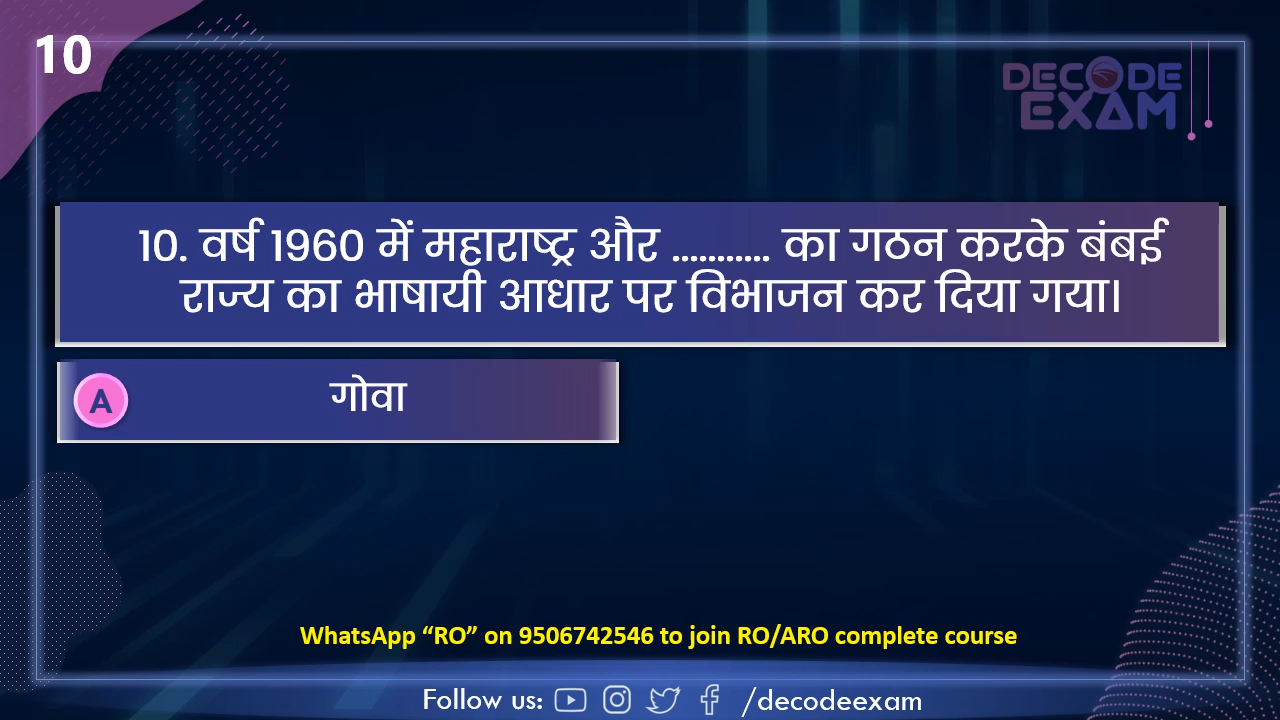 10
DECODE
EXAM
10. वर्ष 1960 में महाराष्ट्र और ........... का गठन करके बंबई
राज्य का भाषायी आधार पर विभाजन कर दिया गया।
A
गोवा
WhatsApp “RO” on 9506742546 to join RO/ARO complete course
Follow us: /decodeexam